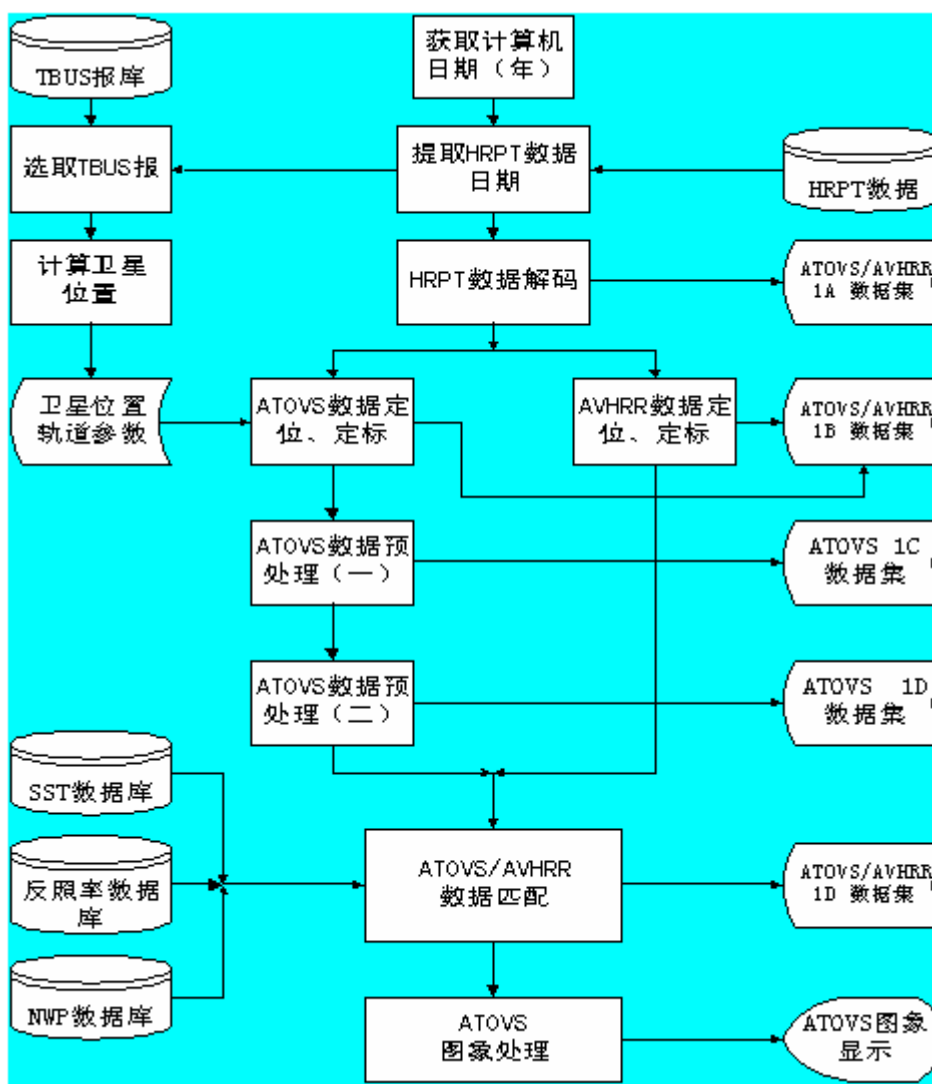 TBUS报库
获取计算机
日期（年）
选取TBUS报
提取HRPT数据
日期
HRPT数据
计算卫星
位置
HRPT数据解码
ATOVS/AVHRR
1A 数据集
卫星位置
轨道参数
ATOVS数据定
位、定标
AVHRR数据定
位、定标
ATOVS/AVHRR
1B 数据集
ATOVS数据预
处理（一）
ATOVS 1C
数据集
ATOVS数据预
处理（二）
ATOVS 1D
数据集
SST数据库
反照率数据
库
NWP数据库
ATOVS/AVHRR
数据匹配
ATOVS/AVHRR
1D 数据集
ATOVS
图象处理
ATOVS图象
显示